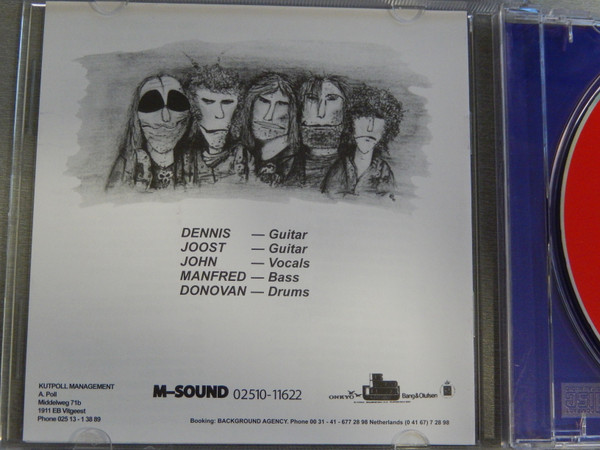 DENNIS — Guitar
JOOST — Guitar
JOHN — Vocals
MANFRED — Bass
DONOVAN — Drums
KUTPOLL MANAGEMENT
A. Poll
Middelweg 71b
1911 EB Vitgeest
Phone 025 13 - 1 38 89
M-SOUND 02510-11622
ONKYO
Bang & Olufsen
Booking: BACKGROUND AGENCY. Phone 00 31 - 41 - 677 28 98 Netherlands (0 41 67) 7 28 98